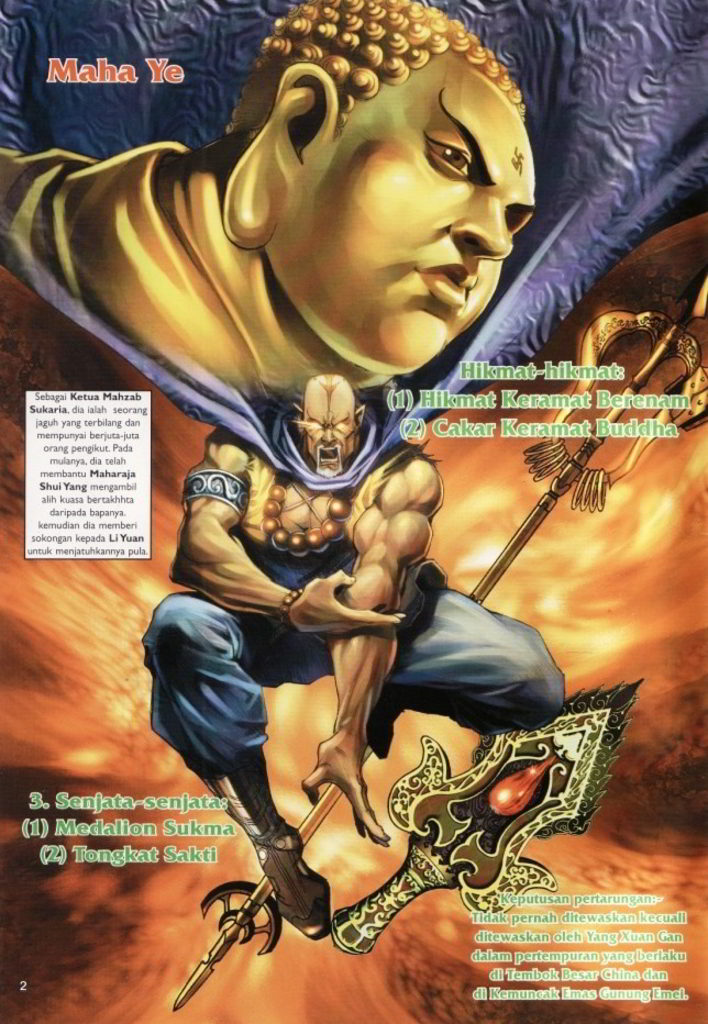 Maha Ye
Hikmat-hikmat:
(1) Hikmat Keramat Berenam
(2) Cakar Keramat Buddha
Sebagai Ketua Mahzab
Sukaria, dia ialah seorang
jaguh yang terbilang dan
mempunyai berjuta-juta
orang pengikut. Pada
mulanya, dia telah
membantu Maharaja
Shui Yang mengambil
alih kuasa bertakhhta
daripada bapanya.
kemudian dia memberi
sokongan kepada Li Yuan
untuk menjatuhkannya pula.
3. Senjata-senjata:
(1) Medalion Sukma
(2) Tongkat Sakti
Keputusan pertarungan:-
Tidak pernah ditewaskan kecuali
ditewaskan oleh Yang Xuan Gan
dalam pertempuran yang berlaku
di Tembok Besar China dan
di Kemuncak Emas Gunung Emei.
2